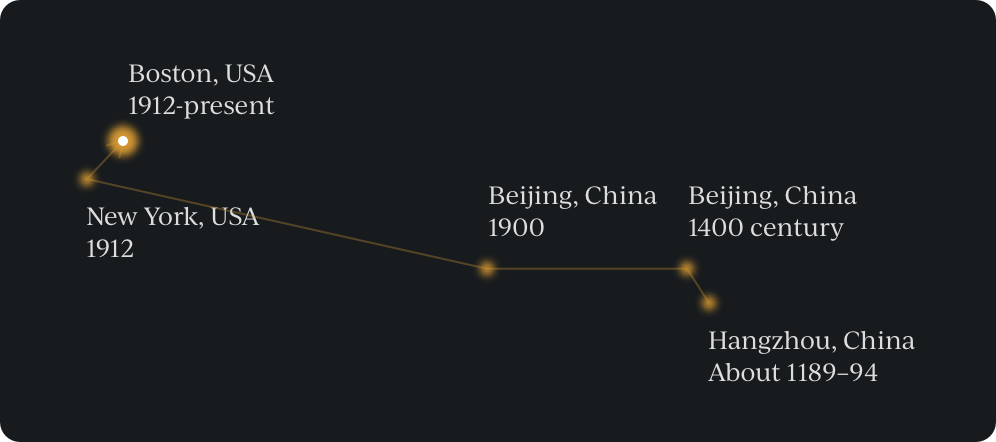 Boston, USA
1912-present
New York, USA
1912
Beijing, China
1900
Beijing, China
1400 century
Hangzhou, China
About 1189–94